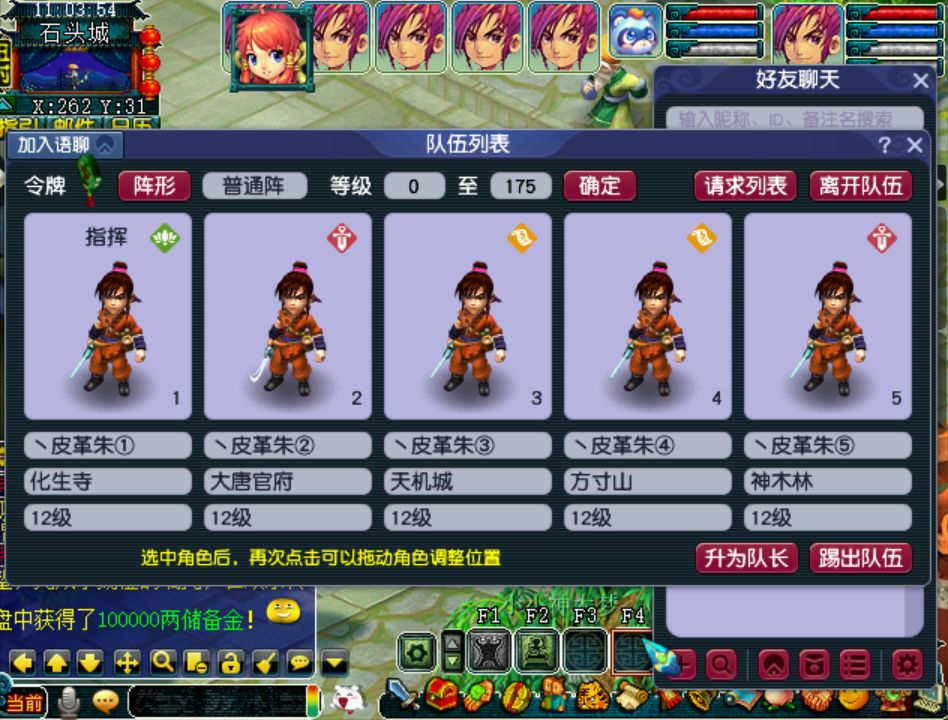 11:03:54
石头城
X:262 Y:31
指引 邮件 日历
好友聊天
输入昵称、ID、备注名搜索
加入语聊
队伍列表
?
令牌 阵形 普通阵 等级 0 至 175 确定 请求列表 离开队伍
指挥
1 2 3 4 5
丶皮革朱① 丶皮革朱② 丶皮革朱③ 丶皮革朱④ 丶皮革朱⑤
化生寺 大唐官府 天机城 方寸山 神木林
12级 12级 12级 12级 12级
选中角色后，再次点击可以拖动角色调整位置
升为队长 踢出队伍
盘中获得了100000两储备金！
F1 F2 F3 F4
当前